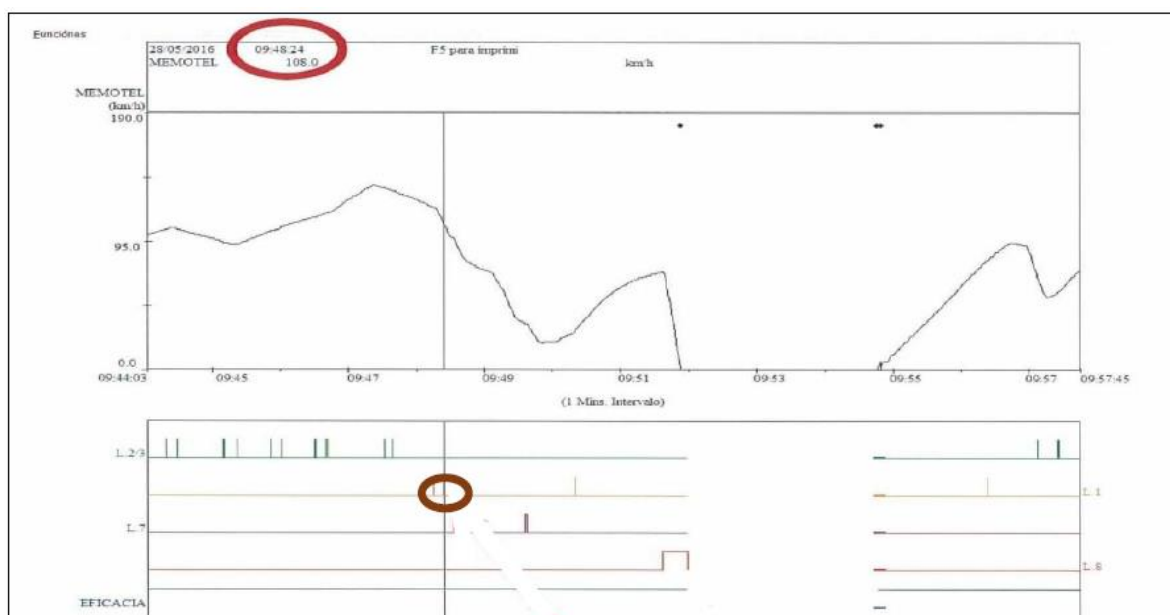 Funciónes
28/05/2016 09:48:24 F5 para imprimi
MEMOTEL 108.0 km/h
MEMOTEL
(km/h)
190.0
95.0
0.0
09:44:03 09:45 09:47 09:49 09:51 09:53 09:55 09:57 09:57:45
(1 Mins. Intervalo)
L.2/3
L.1
L.7
L.8
EFICACIA